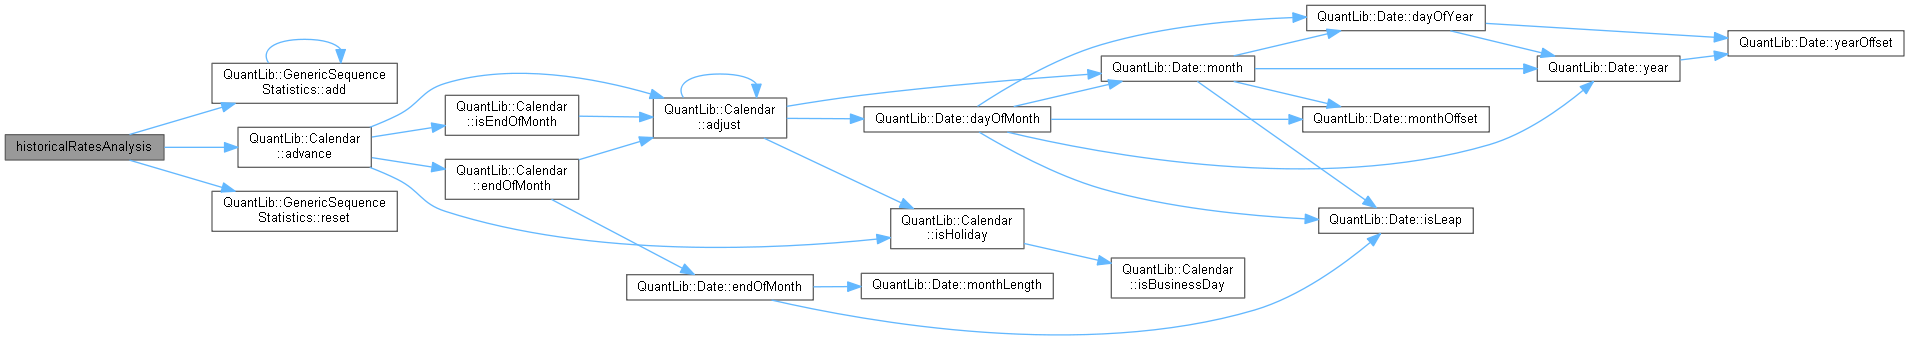 historicalRatesAnalysis
QuantLib::GenericSequence
Statistics::add
QuantLib::Calendar
::advance
QuantLib::GenericSequence
Statistics::reset
QuantLib::Calendar
::isEndOfMonth
QuantLib::Calendar
::endOfMonth
QuantLib::Calendar
::adjust
QuantLib::Date::endOfMonth
QuantLib::Date::dayOfMonth
QuantLib::Calendar
::isHoliday
QuantLib::Date::monthLength
QuantLib::Date::month
QuantLib::Calendar
::isBusinessDay
QuantLib::Date::dayOfYear
QuantLib::Date::monthOffset
QuantLib::Date::isLeap
QuantLib::Date::year
QuantLib::Date::yearOffset